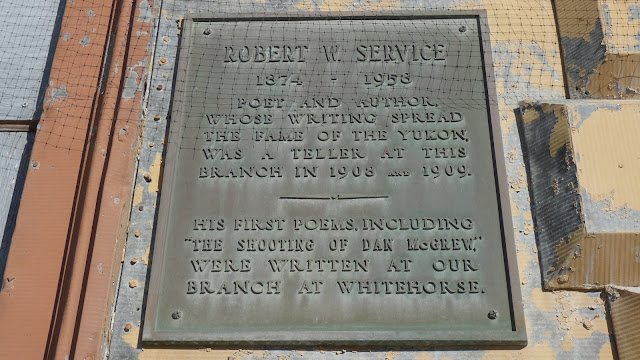 ROBERT W. SERVICE
1874 - 1958
POET AND AUTHOR,
WHOSE WRITING SPREAD
THE FAME OF THE YUKON,
WAS A TELLER AT THIS
BRANCH IN 1908 AND 1909.
HIS FIRST POEMS, INCLUDING
"THE SHOOTING OF DAN McGREW,"
WERE WRITTEN AT OUR
BRANCH AT WHITEHORSE.